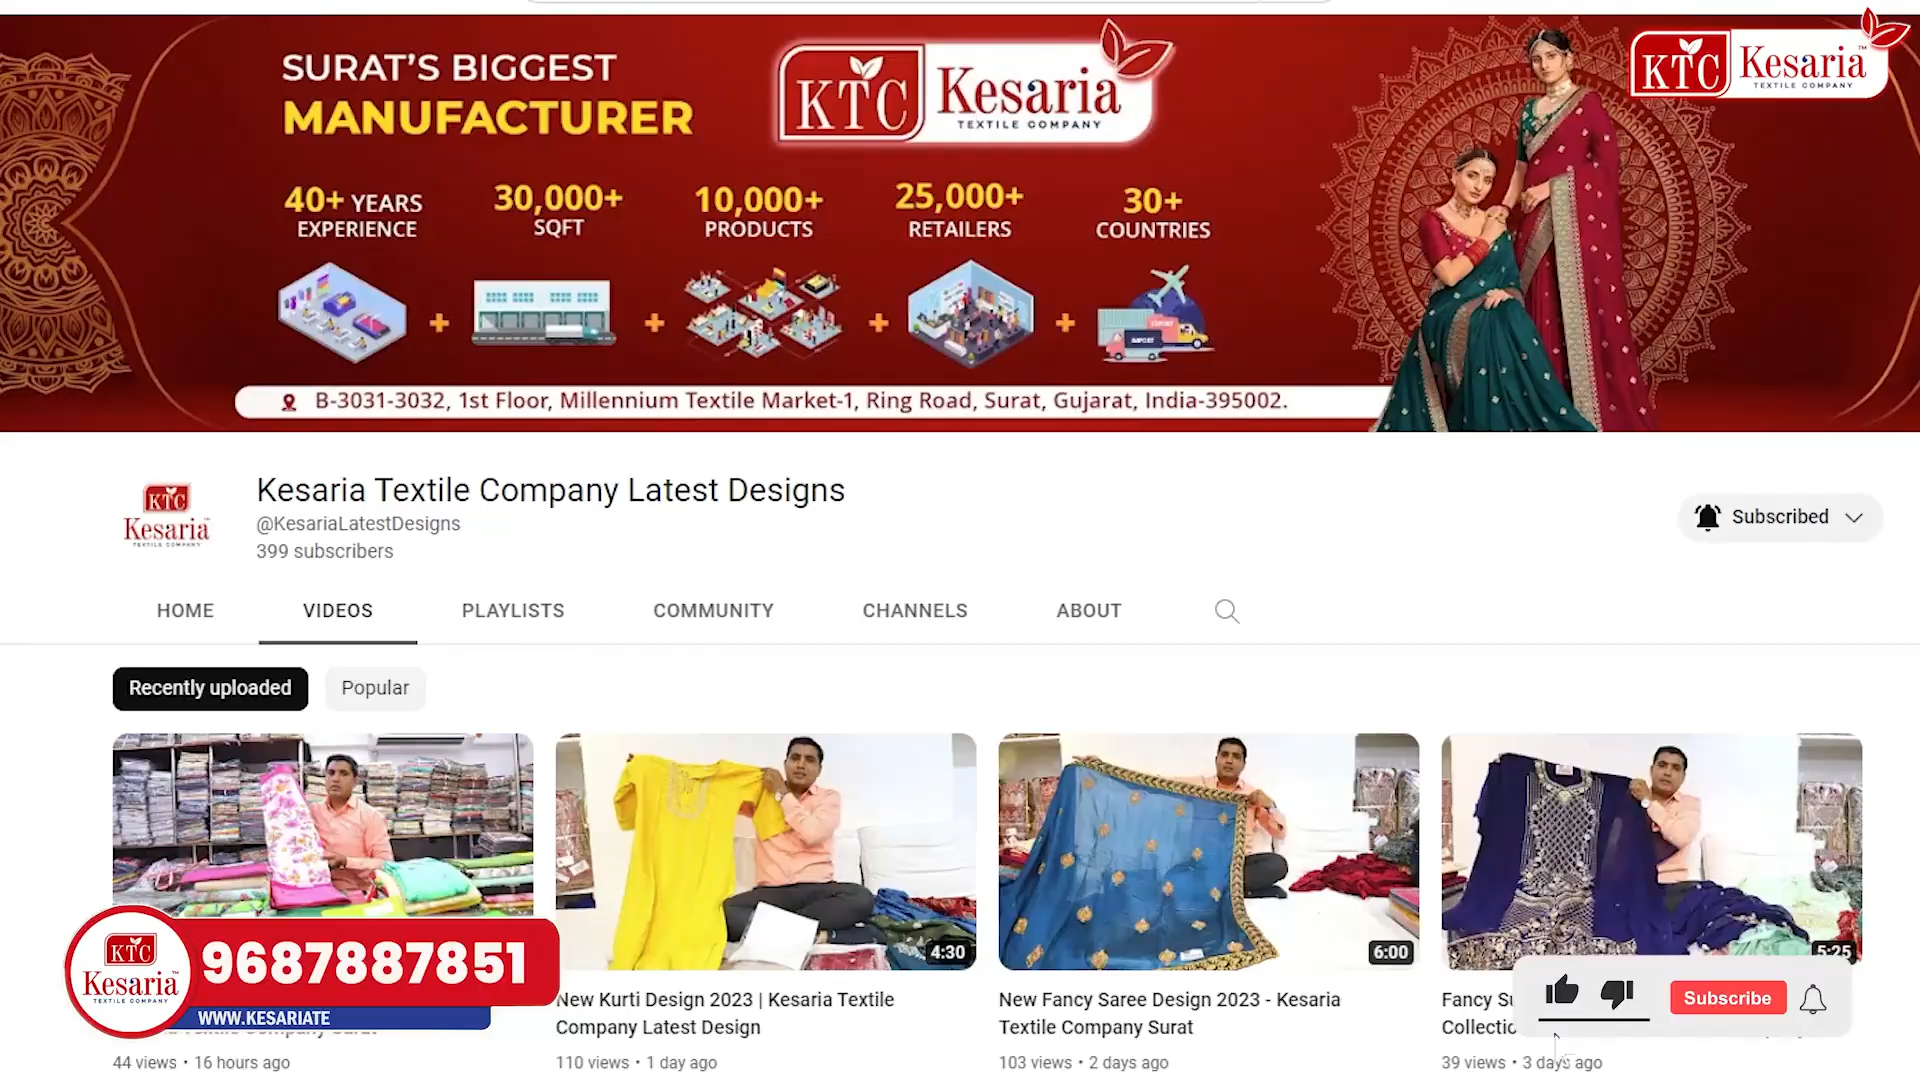 SURAT'S BIGGEST
MANUFACTURER
KTC Kesaria
TEXTILE COMPANY
KTC Kesaria™
TEXTILE COMPANY
40+ YEARS
EXPERIENCE
30,000+
SQFT
10,000+
PRODUCTS
25,000+
RETAILERS
30+
COUNTRIES
B-3031-3032, 1st Floor, Millennium Textile Market-1, Ring Road, Surat, Gujarat, India-395002.
KTC
Kesaria
TEXTILE COMPANY
Kesaria Textile Company Latest Designs
@KesariaLatestDesigns
399 subscribers
Subscribed
HOME VIDEOS PLAYLISTS COMMUNITY CHANNELS ABOUT
Recently uploaded Popular
4:30
6:00
5:25
KTC
Kesaria™
TEXTILE COMPANY
9687887851
WWW.KESARIATE
New Kurti Design 2023 | Kesaria Textile
Company Latest Design
New Fancy Saree Design 2023 - Kesaria
Textile Company Surat
Fancy
Subscribe
44 views • 16 hours ago
110 views • 1 day ago
103 views • 2 days ago
39 views • 3 days ago